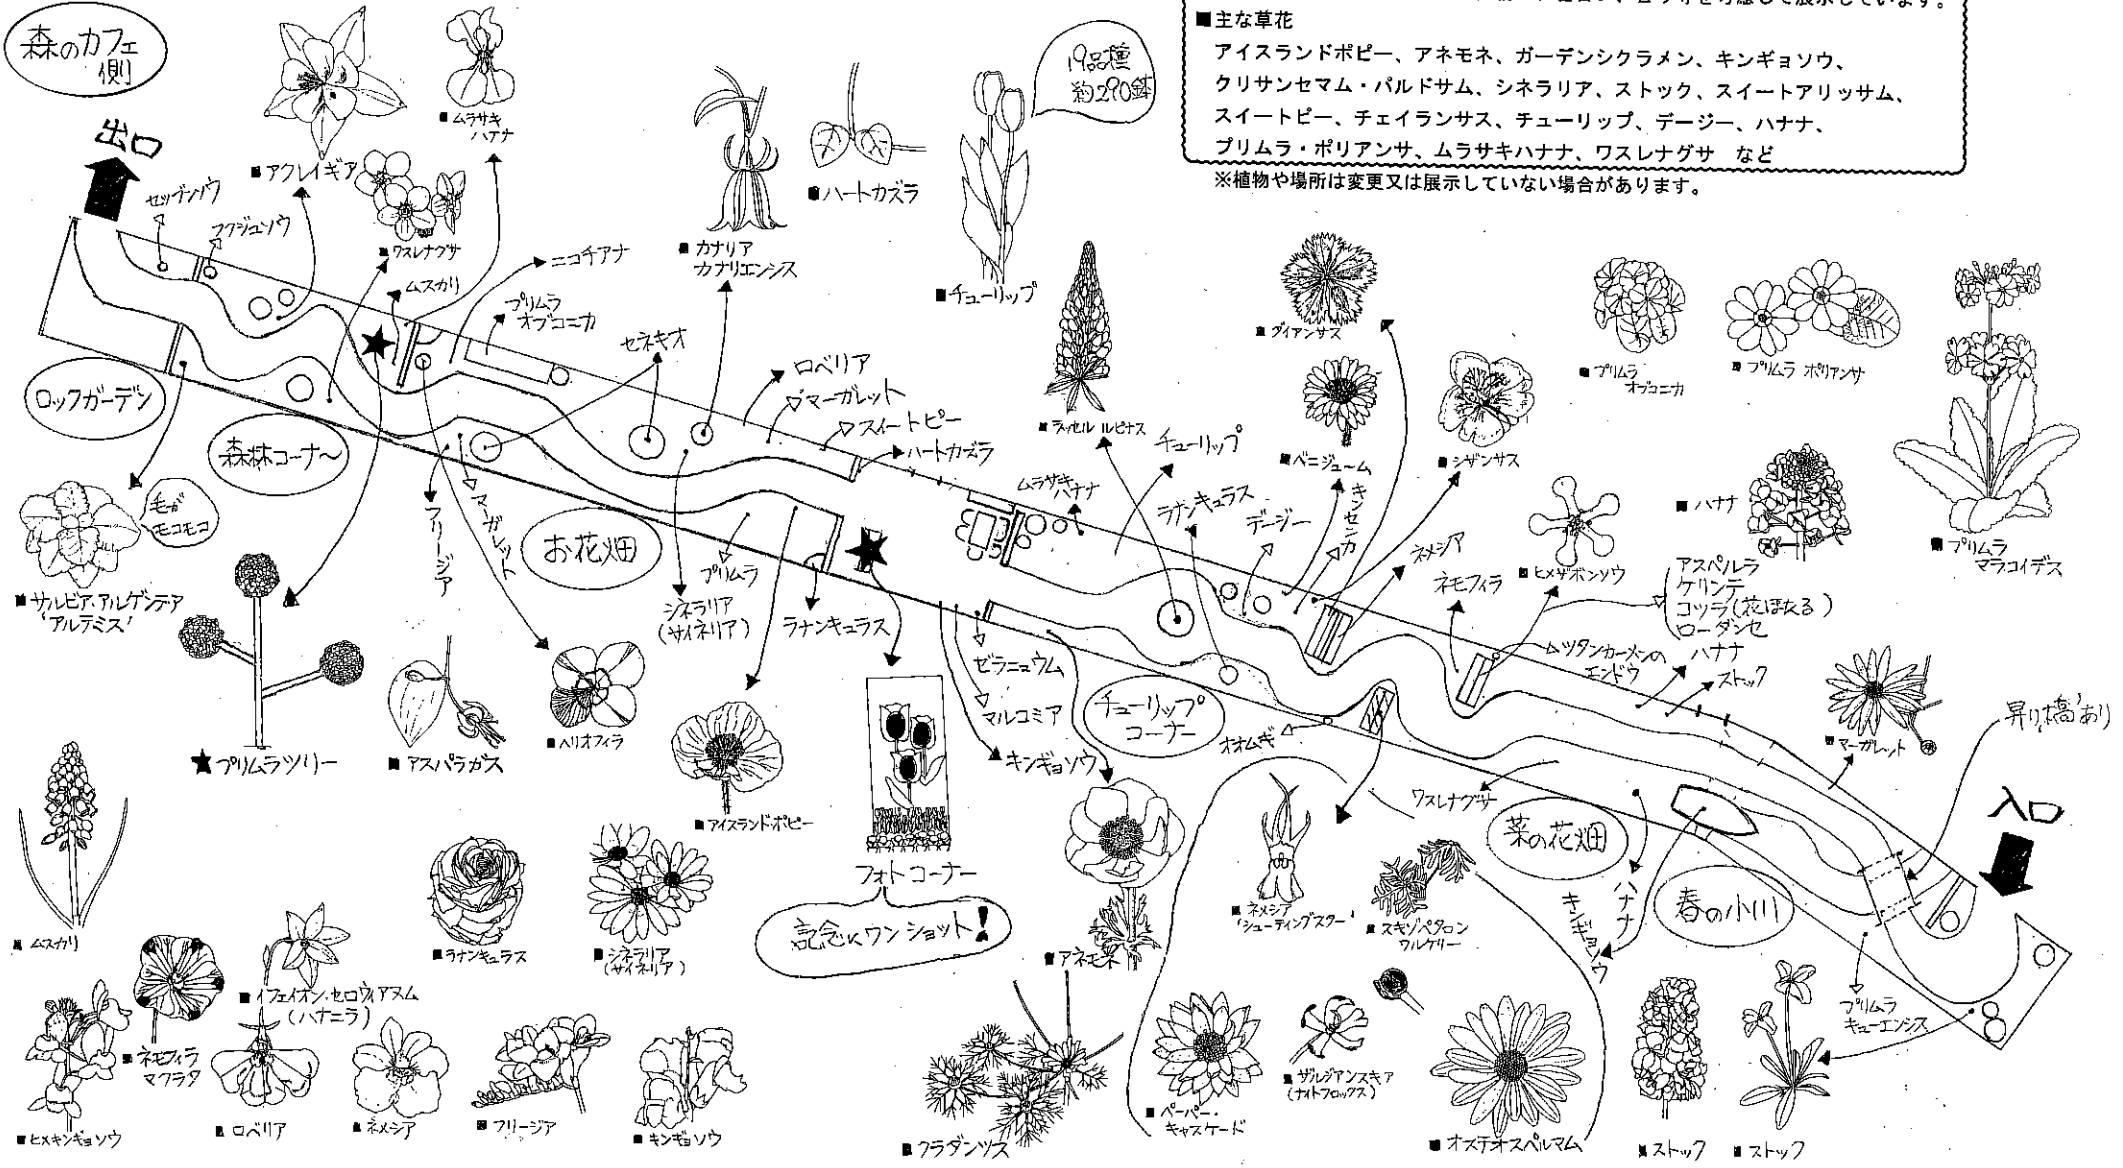 ■主な草花
アイスランドポピー、アネモネ、ガーデンシクラメン、キンギョソウ、
クリサンセマム・パルドサム、シネラリア、ストック、スイートアリッサム、
スイートピー、チェイランサス、チューリップ、デージー、ハナナ、
プリムラ・ポリアンサ、ムラサキハナナ、ワスレナグサ など
※植物や場所は変更又は展示していない場合があります。
森のカフェ
側
出口
19品種
約290鉢
■アクレイギア
■ムラサキ
ハナナ
■ワスレナグサ
セツブンソウ
フクジュソウ
ムスカリ
ニコチアナ
プリムラ
オブコニカ
セネキオ
■カナリア
カナリエンシス
■ハートカズラ
■チューリップ
ロベリア
マーガレット
スイートピー
ハートカズラ
ロックガーデン
森林コーナー
お花畑
毛が
モコモコ
■サルビア・アルゲンテア
'アルテミス'
★プリムラツリー
■アスパラガス
■ヘリオフィラ
フリージア
マーガレット
プリムラ
シネラリア
(サイネリア)
ラナンキュラス
■アイスランドポピー
フォトコーナー
記念にワンショット!
■ラッセルルピナス
ムラサキ
ハナナ
チューリップ
ラナンキュラス
デージー
キンセンカ
■ダイアンサス
■ベニジューム
■シザンサス
ネメシア
ネモフィラ
■ヒメザボンソウ
■プリムラ
オブコニカ
■プリムラ ポリアンサ
■ハナナ
■プリムラ
マラコイデス
アスペルラ
ケリンテ
コツラ(花ほたる)
ローダンセ
ツタンカーメンの
エンドウ
ハナナ
ストック
■マーガレット
昇り橋あり
入口
ゼラニュウム
マルコミア
キンギョソウ
チューリップ
コーナー
オオムギ
ワスレナグサ
菜の花畑
春の小川
ハナナ
キンギョソウ
プリムラ
キューエンシス
■アネモネ
■ネメシア
'シューティングスター'
■スキゾペタロン
ワルケリー
■ムスカリ
■ネモフィラ
マクラタ
■イフェイオン・セロウィアヌム
(ハナニラ)
■ラナンキュラス
■シネラリア
(サイネリア)
■ヒメキンギョソウ
■ロベリア
■ネメシア
■フリージア
■キンギョソウ
■クラダンツス
■ペーパー・
キャスケード
■ザルジアンスキア
(ナイトフロックス)
■オステオスペルマム
■ストック
■ストック